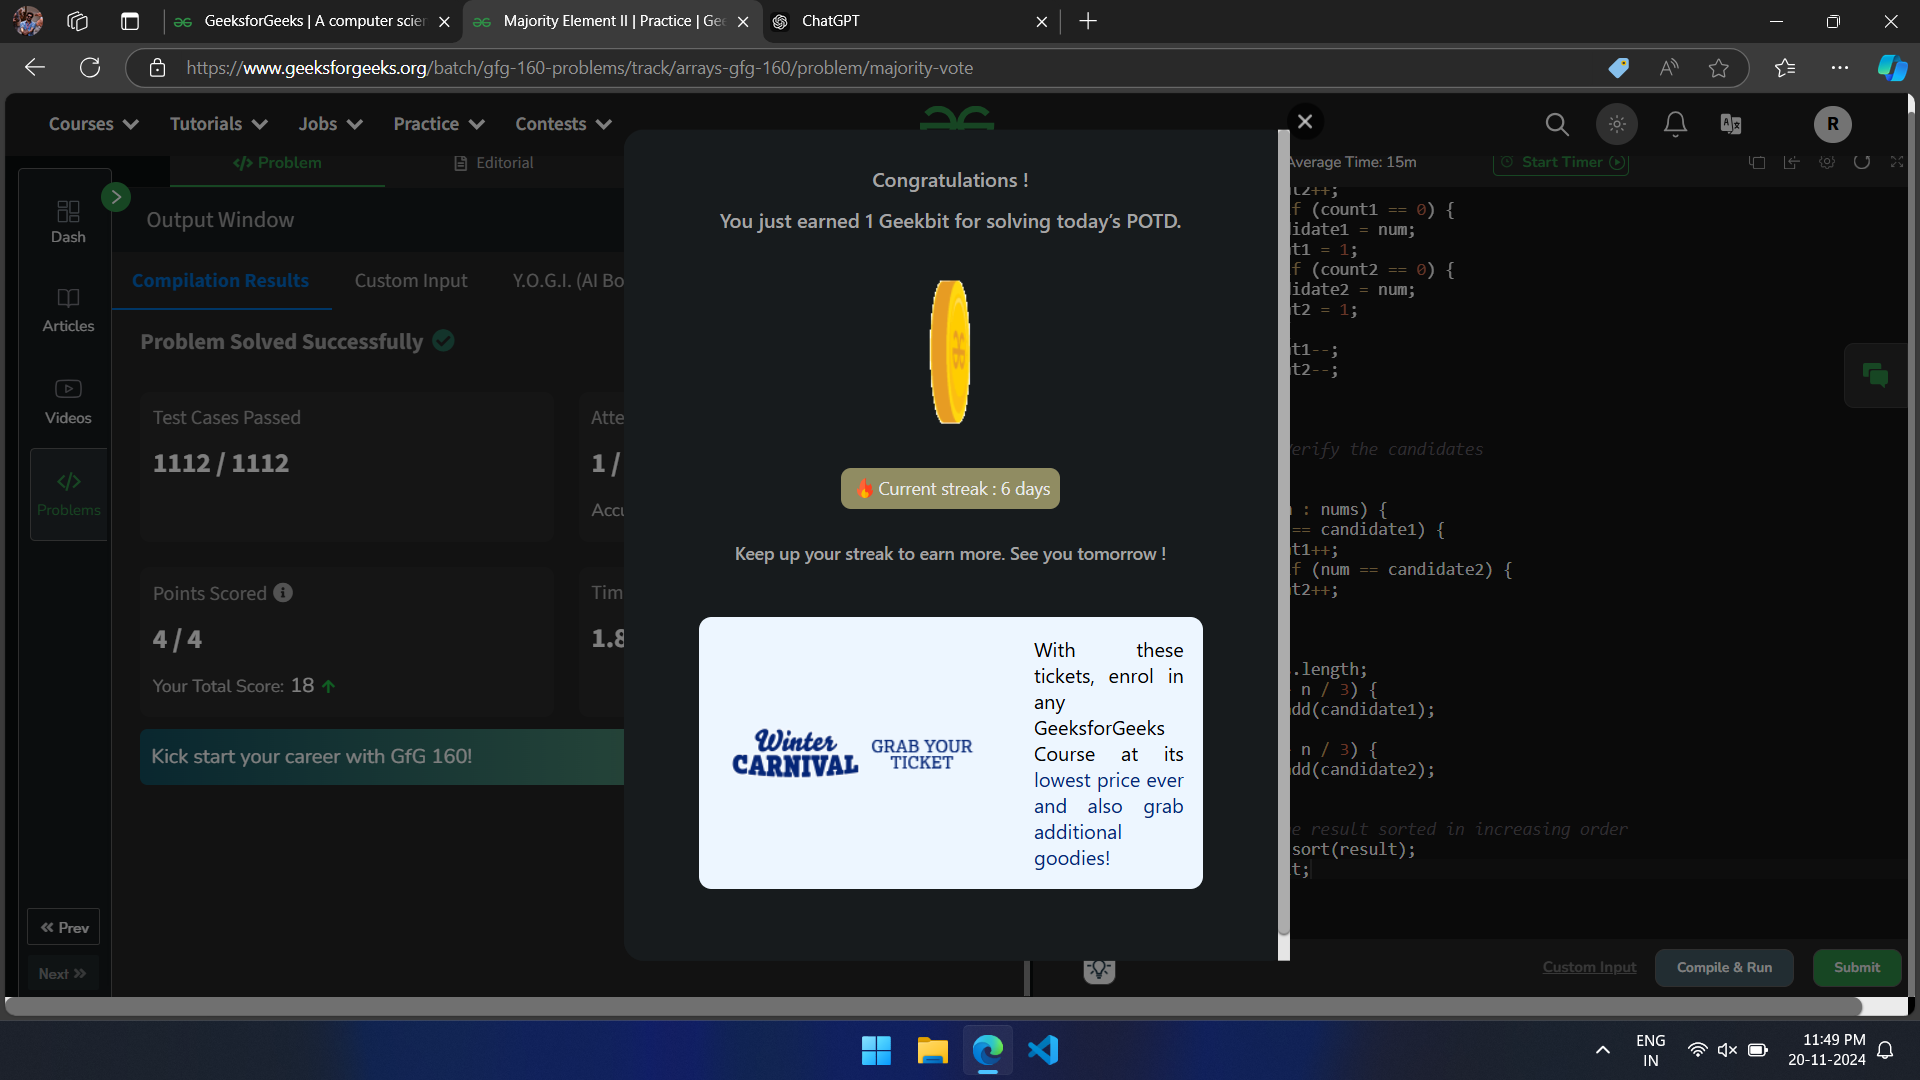 GeeksforGeeks | A computer scien
Majority Element II | Practice | Gee
ChatGPT
https://www.geeksforgeeks.org/batch/gfg-160-problems/track/arrays-gfg-160/problem/majority-vote
Courses
Tutorials
Jobs
Practice
Contests
R
Problem
Editorial
Average Time: 15m
Start Timer
Dash
Articles
Videos
Problems
Prev
Next
Output Window
Compilation Results
Custom Input
Y.O.G.I. (AI Bo
Problem Solved Successfully
Test Cases Passed
1112 / 1112
Atte
1 /
Accu
Points Scored
4 / 4
Your Total Score: 18
Tim
1.8
Kick start your career with GfG 160!
Congratulations !
You just earned 1 Geekbit for solving today's POTD.
Current streak : 6 days
Keep up your streak to earn more. See you tomorrow !
Winter
CARNIVAL
GRAB YOUR
TICKET
With these
tickets, enrol in
any
GeeksforGeeks
Course at its
lowest price ever
and also grab
additional
goodies!
t2++;
f (count1 == 0) {
idate1 = num;
t1 = 1;
f (count2 == 0) {
idate2 = num;
t2 = 1;
t1--;
t2--;
erify the candidates
: nums) {
== candidate1) {
t1++;
f (num == candidate2) {
t2++;
.length;
n / 3) {
dd(candidate1);
n / 3) {
dd(candidate2);
e result sorted in increasing order
sort(result);
t;
Custom Input
Compile & Run
Submit
ENG
IN
11:49 PM
20-11-2024